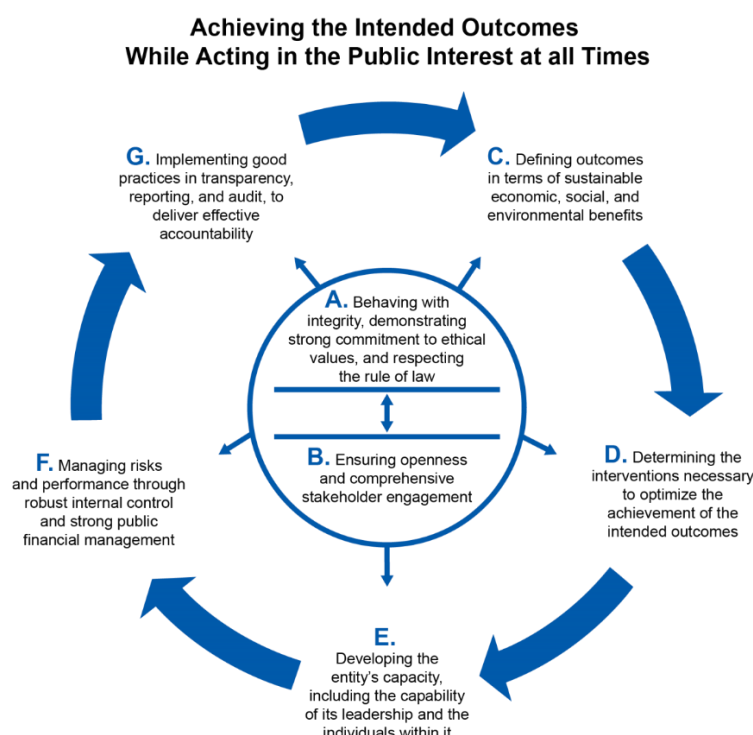 Achieving the Intended Outcomes
While Acting in the Public Interest at all Times
G. Implementing good
practices in transparency,
reporting, and audit, to
deliver effective
accountability
C. Defining outcomes
in terms of sustainable
economic, social, and
environmental benefits
A. Behaving with
integrity, demonstrating
strong commitment to ethical
values, and respecting
the rule of law
B. Ensuring openness
and comprehensive
stakeholder engagement
F. Managing risks
and performance through
robust internal control
and strong public
financial management
D. Determining the
interventions necessary
to optimize the
achievement of the
intended outcomes
E.
Developing the
entity's capacity,
including the capability
of its leadership and the
individuals within it